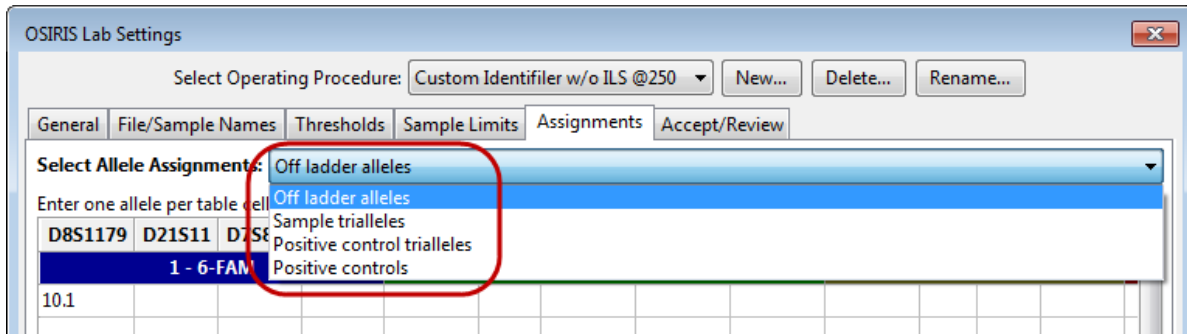 OSIRIS Lab Settings
Select Operating Procedure: Custom Identifiler w/o ILS @250 New... Delete... Rename...
General File/Sample Names Thresholds Sample Limits Assignments Accept/Review
Select Allele Assignments: Off ladder alleles
Off ladder alleles
Enter one allele per table cell
Sample trialleles
D8S1179 D21S11
Positive control trialleles
1 - 6-FAM
Positive controls
10.1